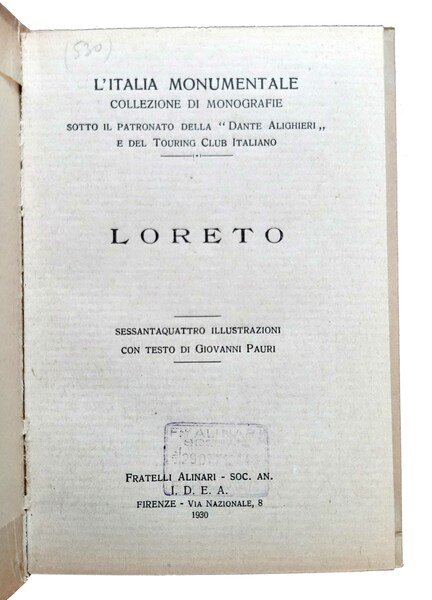 (530)
L'ITALIA MONUMENTALE
COLLEZIONE DI MONOGRAFIE
SOTTO IL PATRONATO DELLA “ DANTE ALIGHIERI „
E DEL TOURING CLUB ITALIANO
LORETO
SESSANTAQUATTRO ILLUSTRAZIONI
CON TESTO DI GIOVANNI PAURI
ALINARI
FRATELLI ALINARI - SOC. AN.
I. D. E. A.
FIRENZE - VIA NAZIONALE, 8
1930